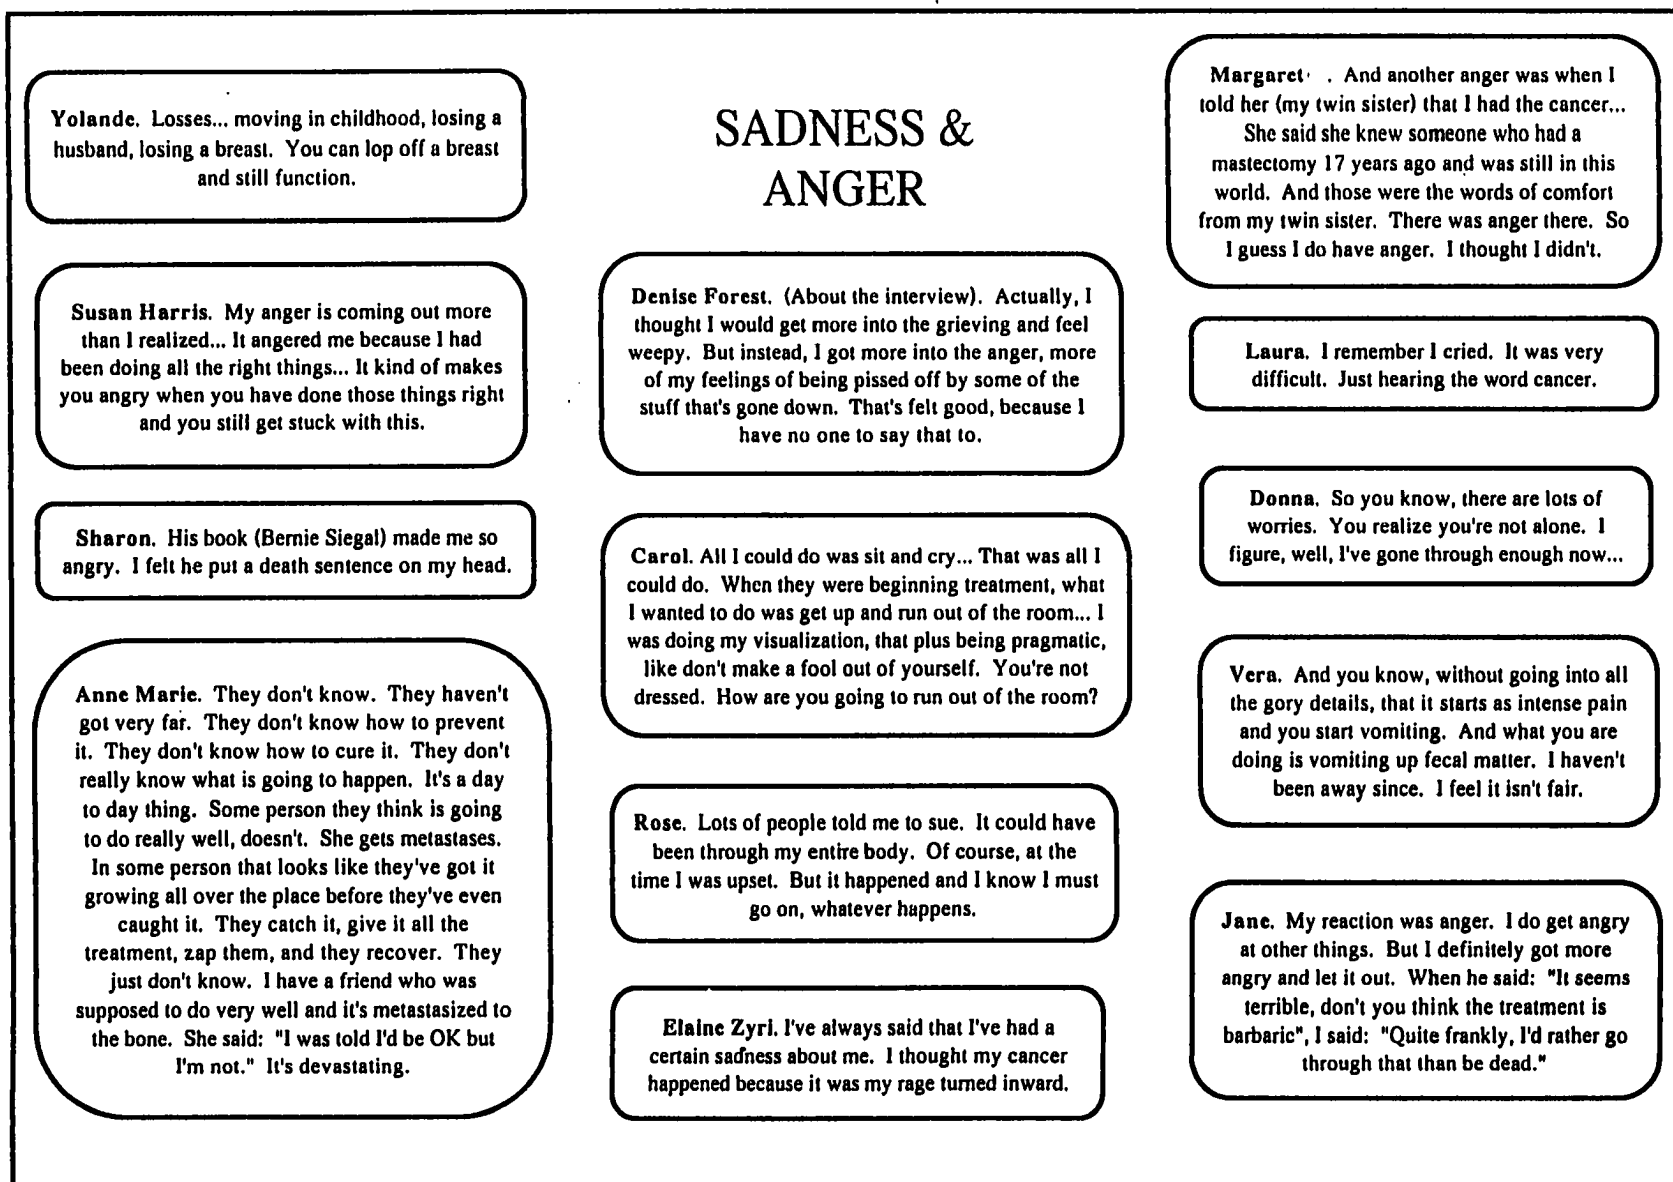 SADNESS &
ANGER
Yolande. Losses... moving in childhood, losing a
husband, losing a breast. You can lop off a breast
and still function.
Susan Harris. My anger is coming out more
than I realized... It angered me because I had
been doing all the right things... It kind of makes
you angry when you have done those things right
and you still get stuck with this.
Sharon. His book (Bernie Siegal) made me so
angry. I felt he put a death sentence on my head.
Anne Marie. They don't know. They haven't
got very far. They don't know how to prevent
it. They don't know how to cure it. They don't
really know what is going to happen. It's a day
to day thing. Some person they think is going
to do really well, doesn't. She gets metastases.
In some person that looks like they've got it
growing all over the place before they've even
caught it. They catch it, give it all the
treatment, zap them, and they recover. They
just don't know. I have a friend who was
supposed to do very well and it's metastasized to
the bone. She said: "I was told I'd be OK but
I'm not." It's devastating.
Denise Forest. (About the interview). Actually, I
thought I would get more into the grieving and feel
weepy. But instead, I got more into the anger, more
of my feelings of being pissed off by some of the
stuff that's gone down. That's felt good, because I
have no one to say that to.
Carol. All I could do was sit and cry... That was all I
could do. When they were beginning treatment, what
I wanted to do was get up and run out of the room... I
was doing my visualization, that plus being pragmatic,
like don't make a fool out of yourself. You're not
dressed. How are you going to run out of the room?
Rose. Lots of people told me to sue. It could have
been through my entire body. Of course, at the
time I was upset. But it happened and I know I must
go on, whatever happens.
Elaine Zyri. I've always said that I've had a
certain sadness about me. I thought my cancer
happened because it was my rage turned inward.
Margaret . And another anger was when I
told her (my twin sister) that I had the cancer...
She said she knew someone who had a
mastectomy 17 years ago and was still in this
world. And those were the words of comfort
from my twin sister. There was anger there. So
I guess I do have anger. I thought I didn't.
Laura. I remember I cried. It was very
difficult. Just hearing the word cancer.
Donna. So you know, there are lots of
worries. You realize you're not alone. I
figure, well, I've gone through enough now...
Vera. And you know, without going into all
the gory details, that it starts as intense pain
and you start vomiting. And what you are
doing is vomiting up fecal matter. I haven't
been away since. I feel it isn't fair.
Jane. My reaction was anger. I do get angry
at other things. But I definitely got more
angry and let it out. When he said: "It seems
terrible, don't you think the treatment is
barbaric", I said: "Quite frankly, I'd rather go
through that than be dead."